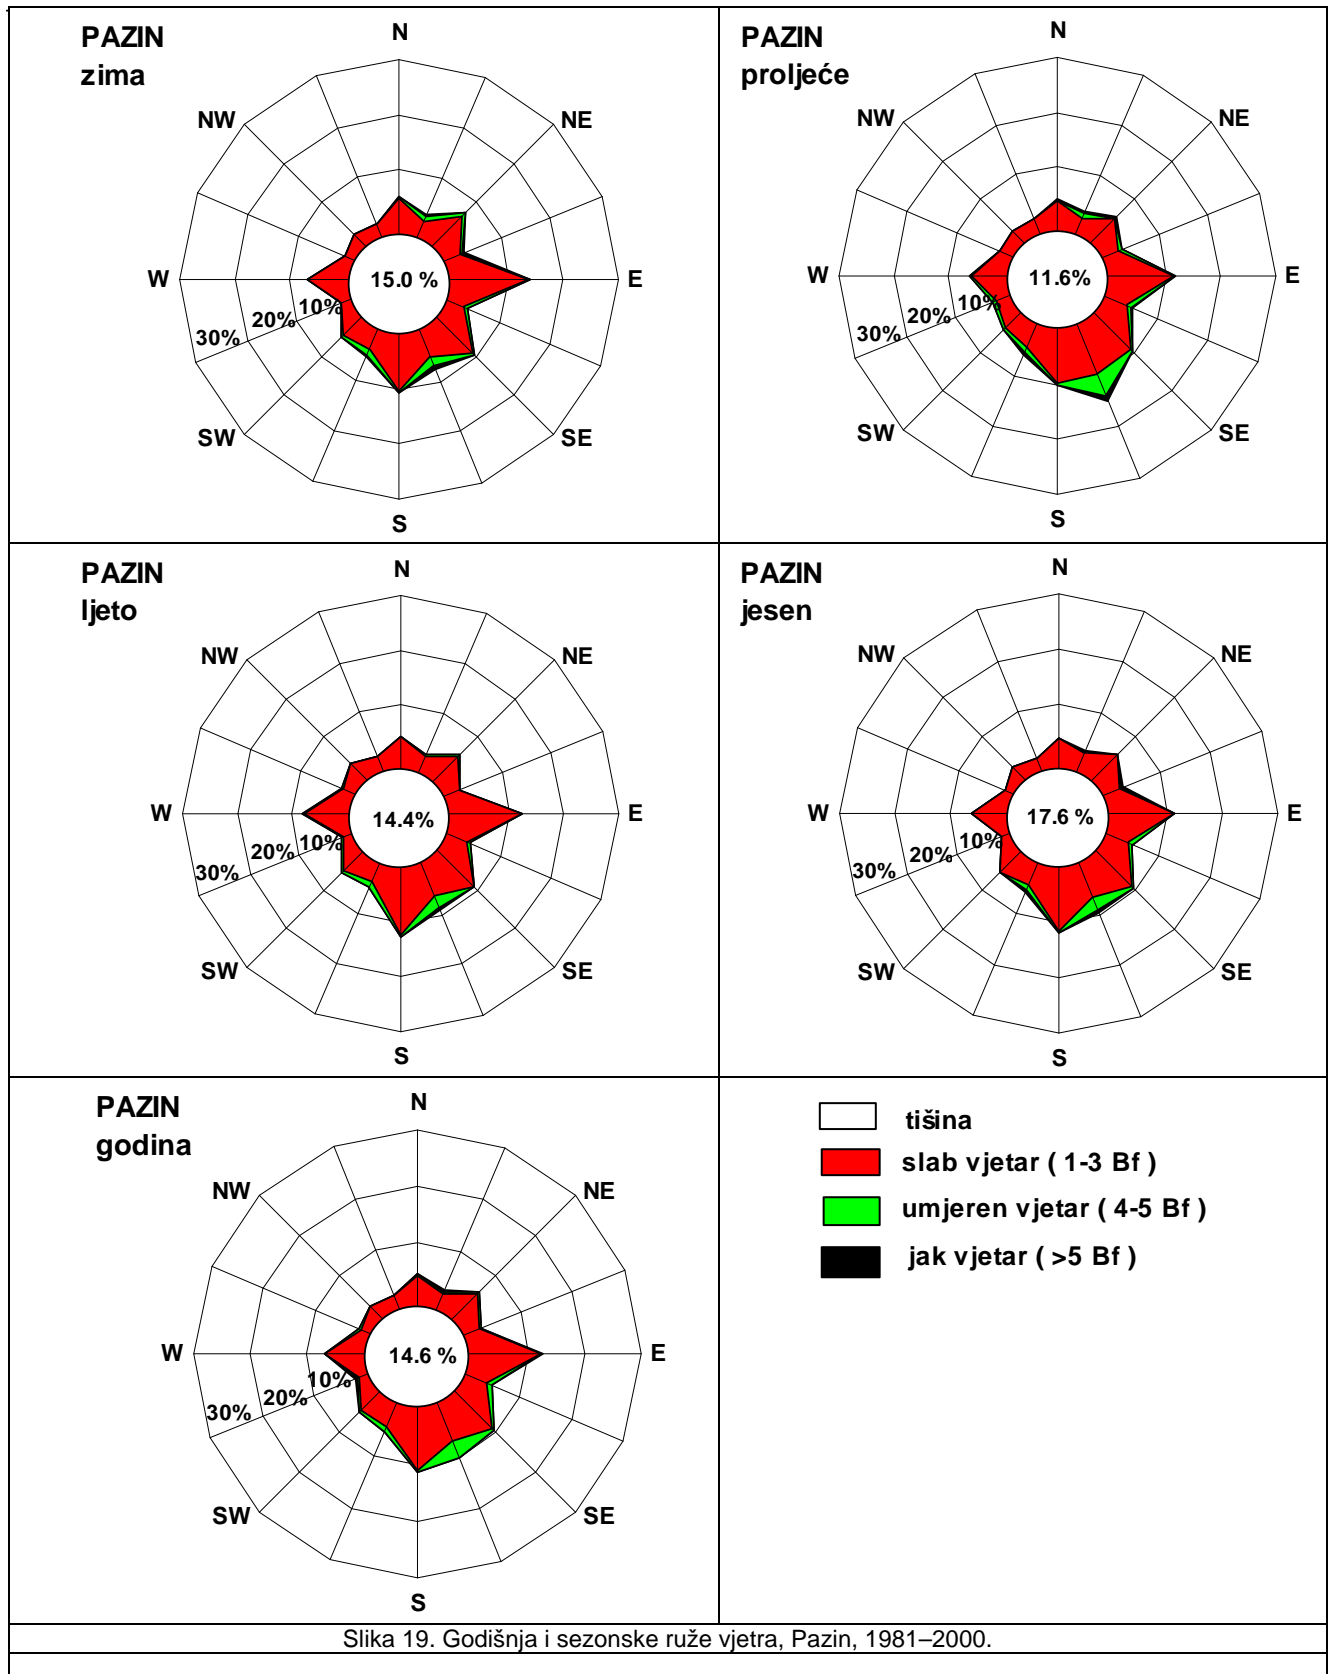 PAZIN
zima
N
NE
E
SE
S
SW
W
NW
15.0 %
10%
20%
30%
PAZIN
proljeće
N
NE
E
SE
S
SW
W
NW
11.6%
10%
20%
30%
PAZIN
ljeto
N
NE
E
SE
S
SW
W
NW
14.4%
10%
20%
30%
PAZIN
jesen
N
NE
E
SE
S
SW
W
NW
17.6 %
10%
20%
30%
PAZIN
godina
N
NE
E
SE
S
SW
W
NW
14.6 %
10%
20%
30%
tišina
slab vjetar ( 1-3 Bf )
umjeren vjetar ( 4-5 Bf )
jak vjetar ( >5 Bf )
Slika 19. Godišnja i sezonske ruže vjetra, Pazin, 1981–2000.